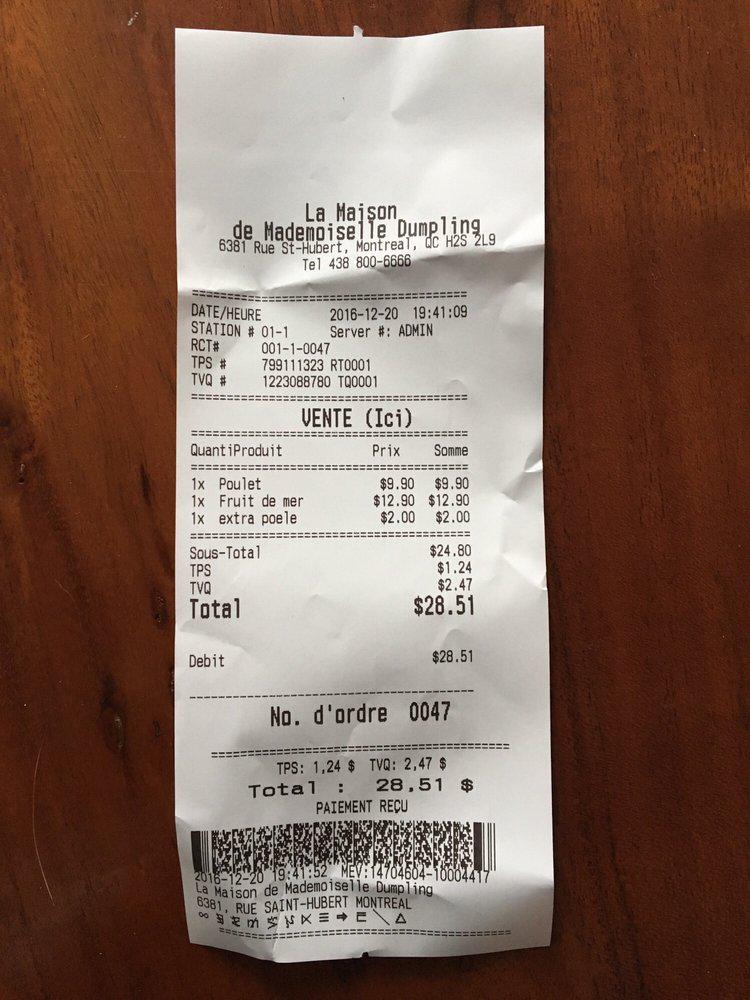 La Maison
de Mademoiselle Dumpling
6381 Rue St-Hubert, Montreal, QC H2S 2L9
Tel 438 800-6666
DATE/HEURE 2016-12-20 19:41:09
STATION # 01-1 Server #: ADMIN
RCT# 001-1-0047
TPS # 799111323 RT0001
TVQ # 1223088780 TQ0001
VENTE (Ici)
QuantiProduit Prix Somme
1x Poulet $9.90 $9.90
1x Fruit de mer $12.90 $12.90
1x extra poele $2.00 $2.00
Sous-Total $24.80
TPS $1.24
TVQ $2.47
Total $28.51
Debit $28.51
No. d'ordre 0047
TPS: 1,24 $ TVQ: 2,47 $
Total : 28,51 $
PAIEMENT REÇU
2016-12-20 19:41:52 MEV:14704604-10004417
La Maison de Mademoiselle Dumpling
6381, RUE SAINT-HUBERT MONTREAL